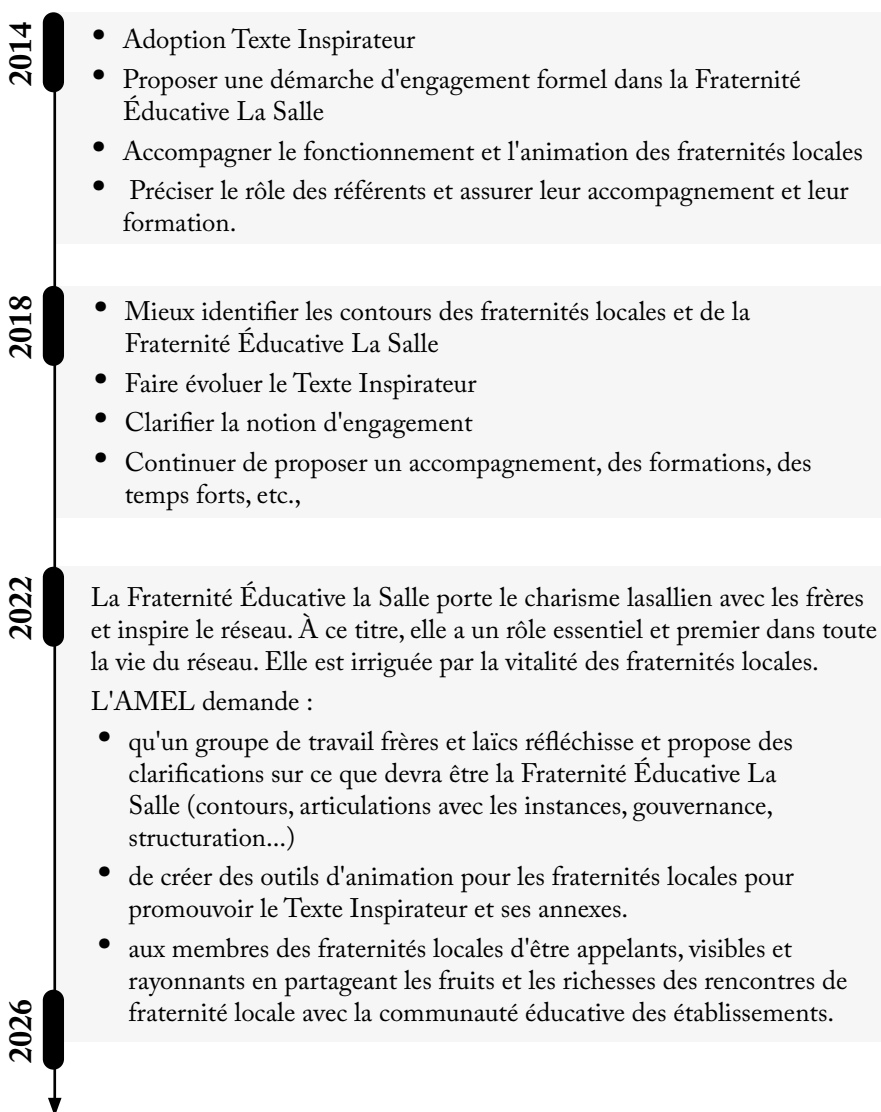 2014
• Adoption Texte Inspirateur
• Proposer une démarche d'engagement formel dans la Fraternité
Éducative La Salle
• Accompagner le fonctionnement et l'animation des fraternités locales
• Préciser le rôle des référents et assurer leur accompagnement et leur
formation.
2018
• Mieux identifier les contours des fraternités locales et de la
Fraternité Éducative La Salle
• Faire évoluer le Texte Inspirateur
• Clarifier la notion d'engagement
• Continuer de proposer un accompagnement, des formations, des
temps forts, etc.,
2022
La Fraternité Éducative la Salle porte le charisme lasallien avec les frères
et inspire le réseau. À ce titre, elle a un rôle essentiel et premier dans toute
la vie du réseau. Elle est irriguée par la vitalité des fraternités locales.
L'AMEL demande :
• qu'un groupe de travail frères et laïcs réfléchisse et propose des
clarifications sur ce que devra être la Fraternité Éducative La
Salle (contours, articulations avec les instances, gouvernance,
structuration...)
• de créer des outils d'animation pour les fraternités locales pour
promouvoir le Texte Inspirateur et ses annexes.
• aux membres des fraternités locales d'être appelants, visibles et
rayonnants en partageant les fruits et les richesses des rencontres de
fraternité locale avec la communauté éducative des établissements.
2026